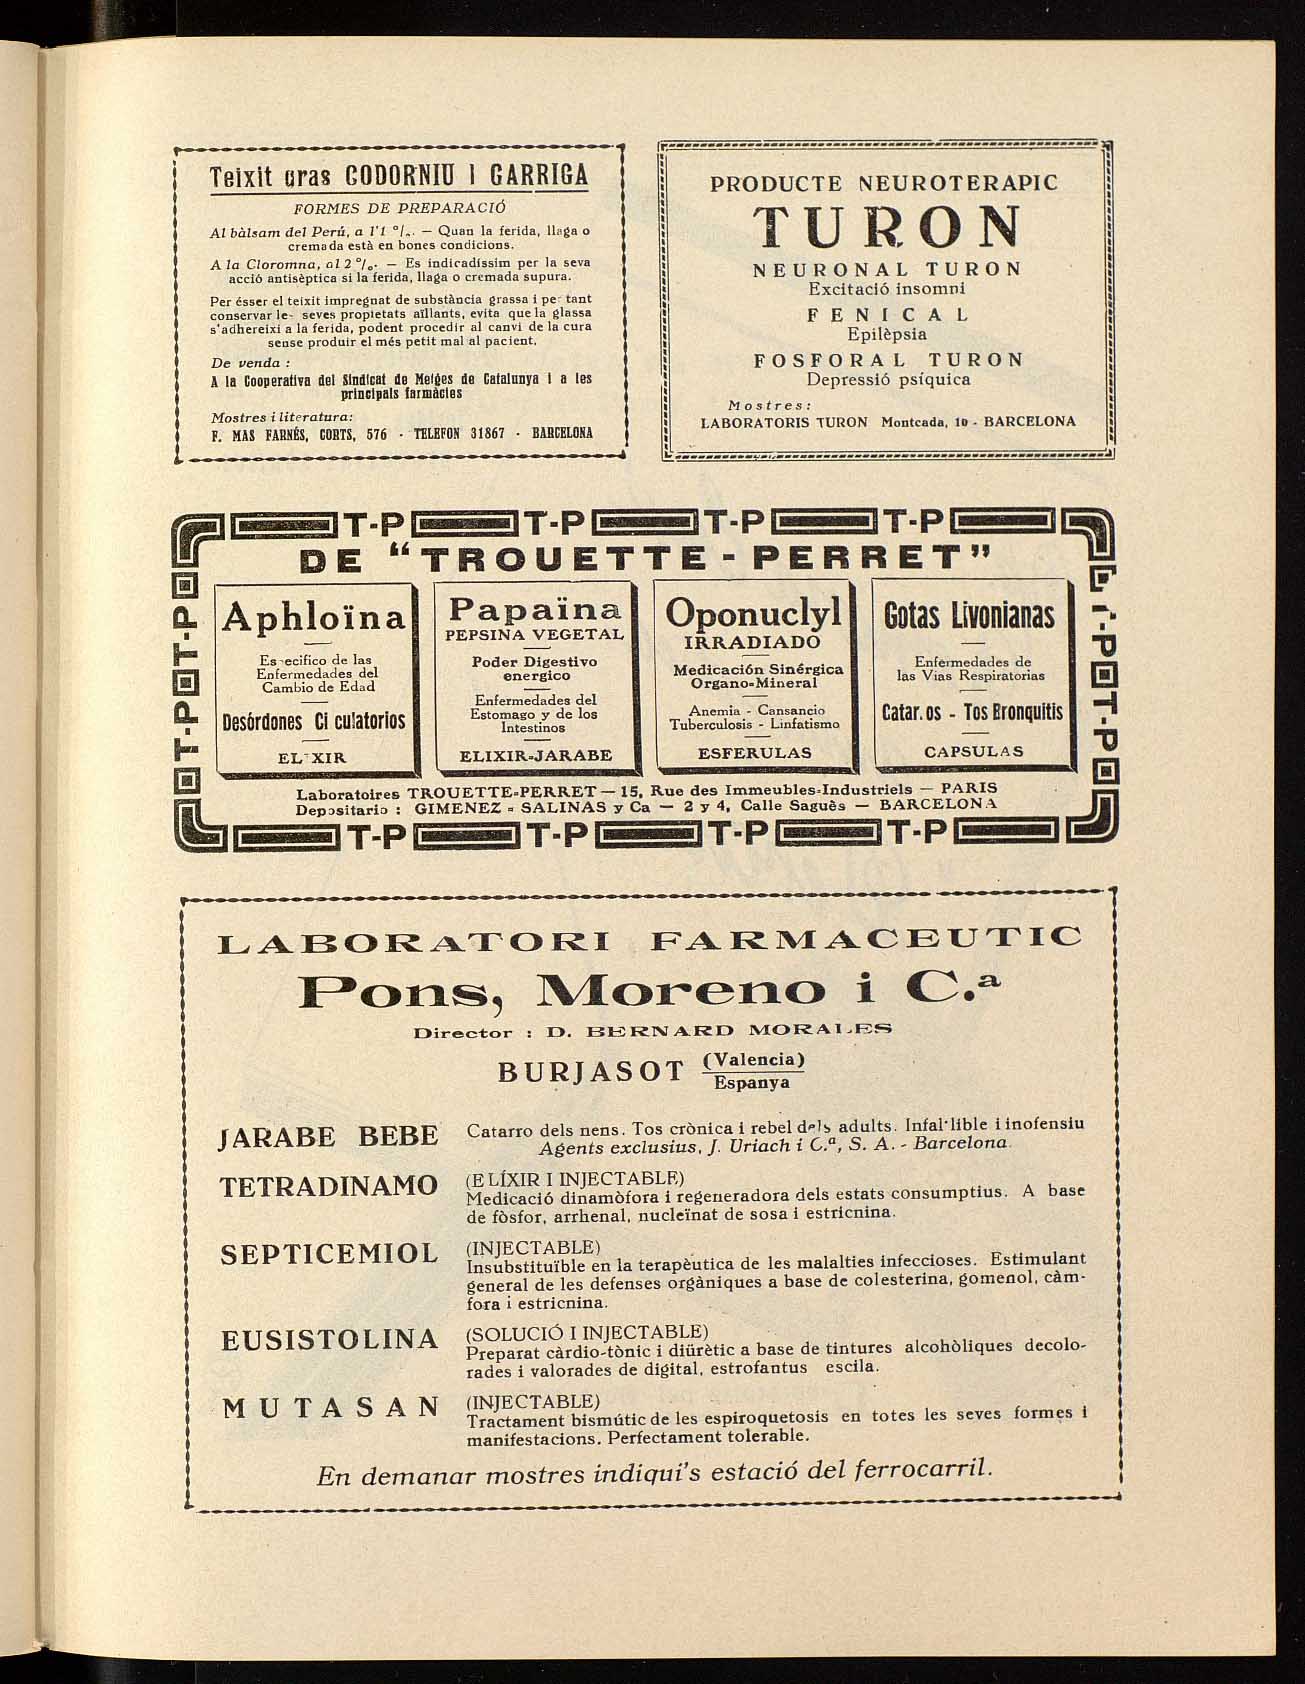 Teixit gras CODORNIU I GARRIGA
FORMES DE PREPARACIÓ
Al bàlsam del Perú, a l'1 °/₀. — Quan la ferida, llaga o
cremada està en bones condicions.
A la Cloromna, al 2 °/₀. — Es indicadíssim per la seva
acció antisèptica si la ferida, llaga o cremada supura.
Per ésser el teixit impregnat de substància grassa i per tant
conservar les seves propietats aïllants, evita que la glassa
s'adhereixi a la ferida, podent procedir al canvi de la cura
sense produir el més petit mal al pacient.
De venda :
A la Cooperativa del Sindicat de Metges de Catalunya i a les
principals farmàcies
Mostres i literatura:
F. MAS FARNÉS, CORTS, 576 - TELEFON 31867 - BARCELONA
PRODUCTE NEUROTERAPIC
TURON
NEURONAL TURON
Excitació insomni
FENICAL
Epilèpsia
FOSFORAL TURON
Depressió psíquica
Mostres:
LABORATORIS TURON Montcada, 10 - BARCELONA
T-P T-P T-P T-P
DE "TROUETTE-PERRET"
Aphloïna
Es ecifico de las
Enfermedades del
Cambio de Edad
Desórdones Ci culatorios
EL XIR
Papaïna
PEPSINA VEGETAL
Poder Digestivo
energico
Enfermedades del
Estomago y de los
Intestinos
ELIXIR-JARABE
Oponuclyl
IRRADIADO
Medicación Sinérgica
Organo-Mineral
Anemia - Cansancio
Tuberculosis - Linfatismo
ESFERULAS
Gotas Livonianas
Enfermedades de
las Vias Respiratorias
Catar.os - Tos Bronquitis
CAPSULAS
Laboratoires TROUETTE-PERRET — 15, Rue des Immeubles-Industriels — PARIS
Depositario : GIMENEZ - SALINAS y Ca — 2 y 4, Calle Saguès — BARCELONA
T-P T-P T-P T-P
LABORATORI FARMACEUTIC
Pons, Moreno i C.ª
Director : D. BERNARD MORALES
BURJASOT (Valencia)
Espanya
JARABE BEBE Catarro dels nens. Tos crònica i rebel dels adults. Infal·lible i inofensiu
Agents exclusius, J. Uriach i C.ª, S. A. - Barcelona.
TETRADINAMO (ELÍXIR I INJECTABLE)
Medicació dinamòfora i regeneradora dels estats consumptius. A base
de fòsfor, arrhenal, nucleïnat de sosa i estricnina.
SEPTICEMIOL (INJECTABLE)
Insubstituïble en la terapèutica de les malalties infeccioses. Estimulant
general de les defenses orgàniques a base de colesterina, gomenol, càm-
fora i estricnina.
EUSISTOLINA (SOLUCIÓ I INJECTABLE)
Preparat càrdio-tònic i diürètic a base de tintures alcohòliques decolo-
rades i valorades de digital, estrofantus escila.
MUTASAN (INJECTABLE)
Tractament bismútic de les espiroquetosis en totes les seves formes i
manifestacions. Perfectament tolerable.
En demanar mostres indiqui's estació del ferrocarril.